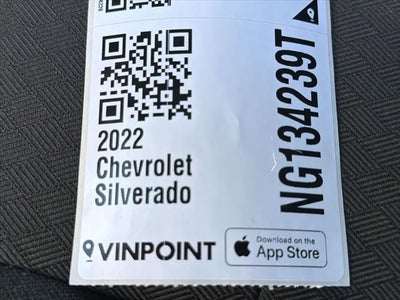 2022
Chevrolet
Silverado
NG134239T
VINPOINT
Download on the
App Store